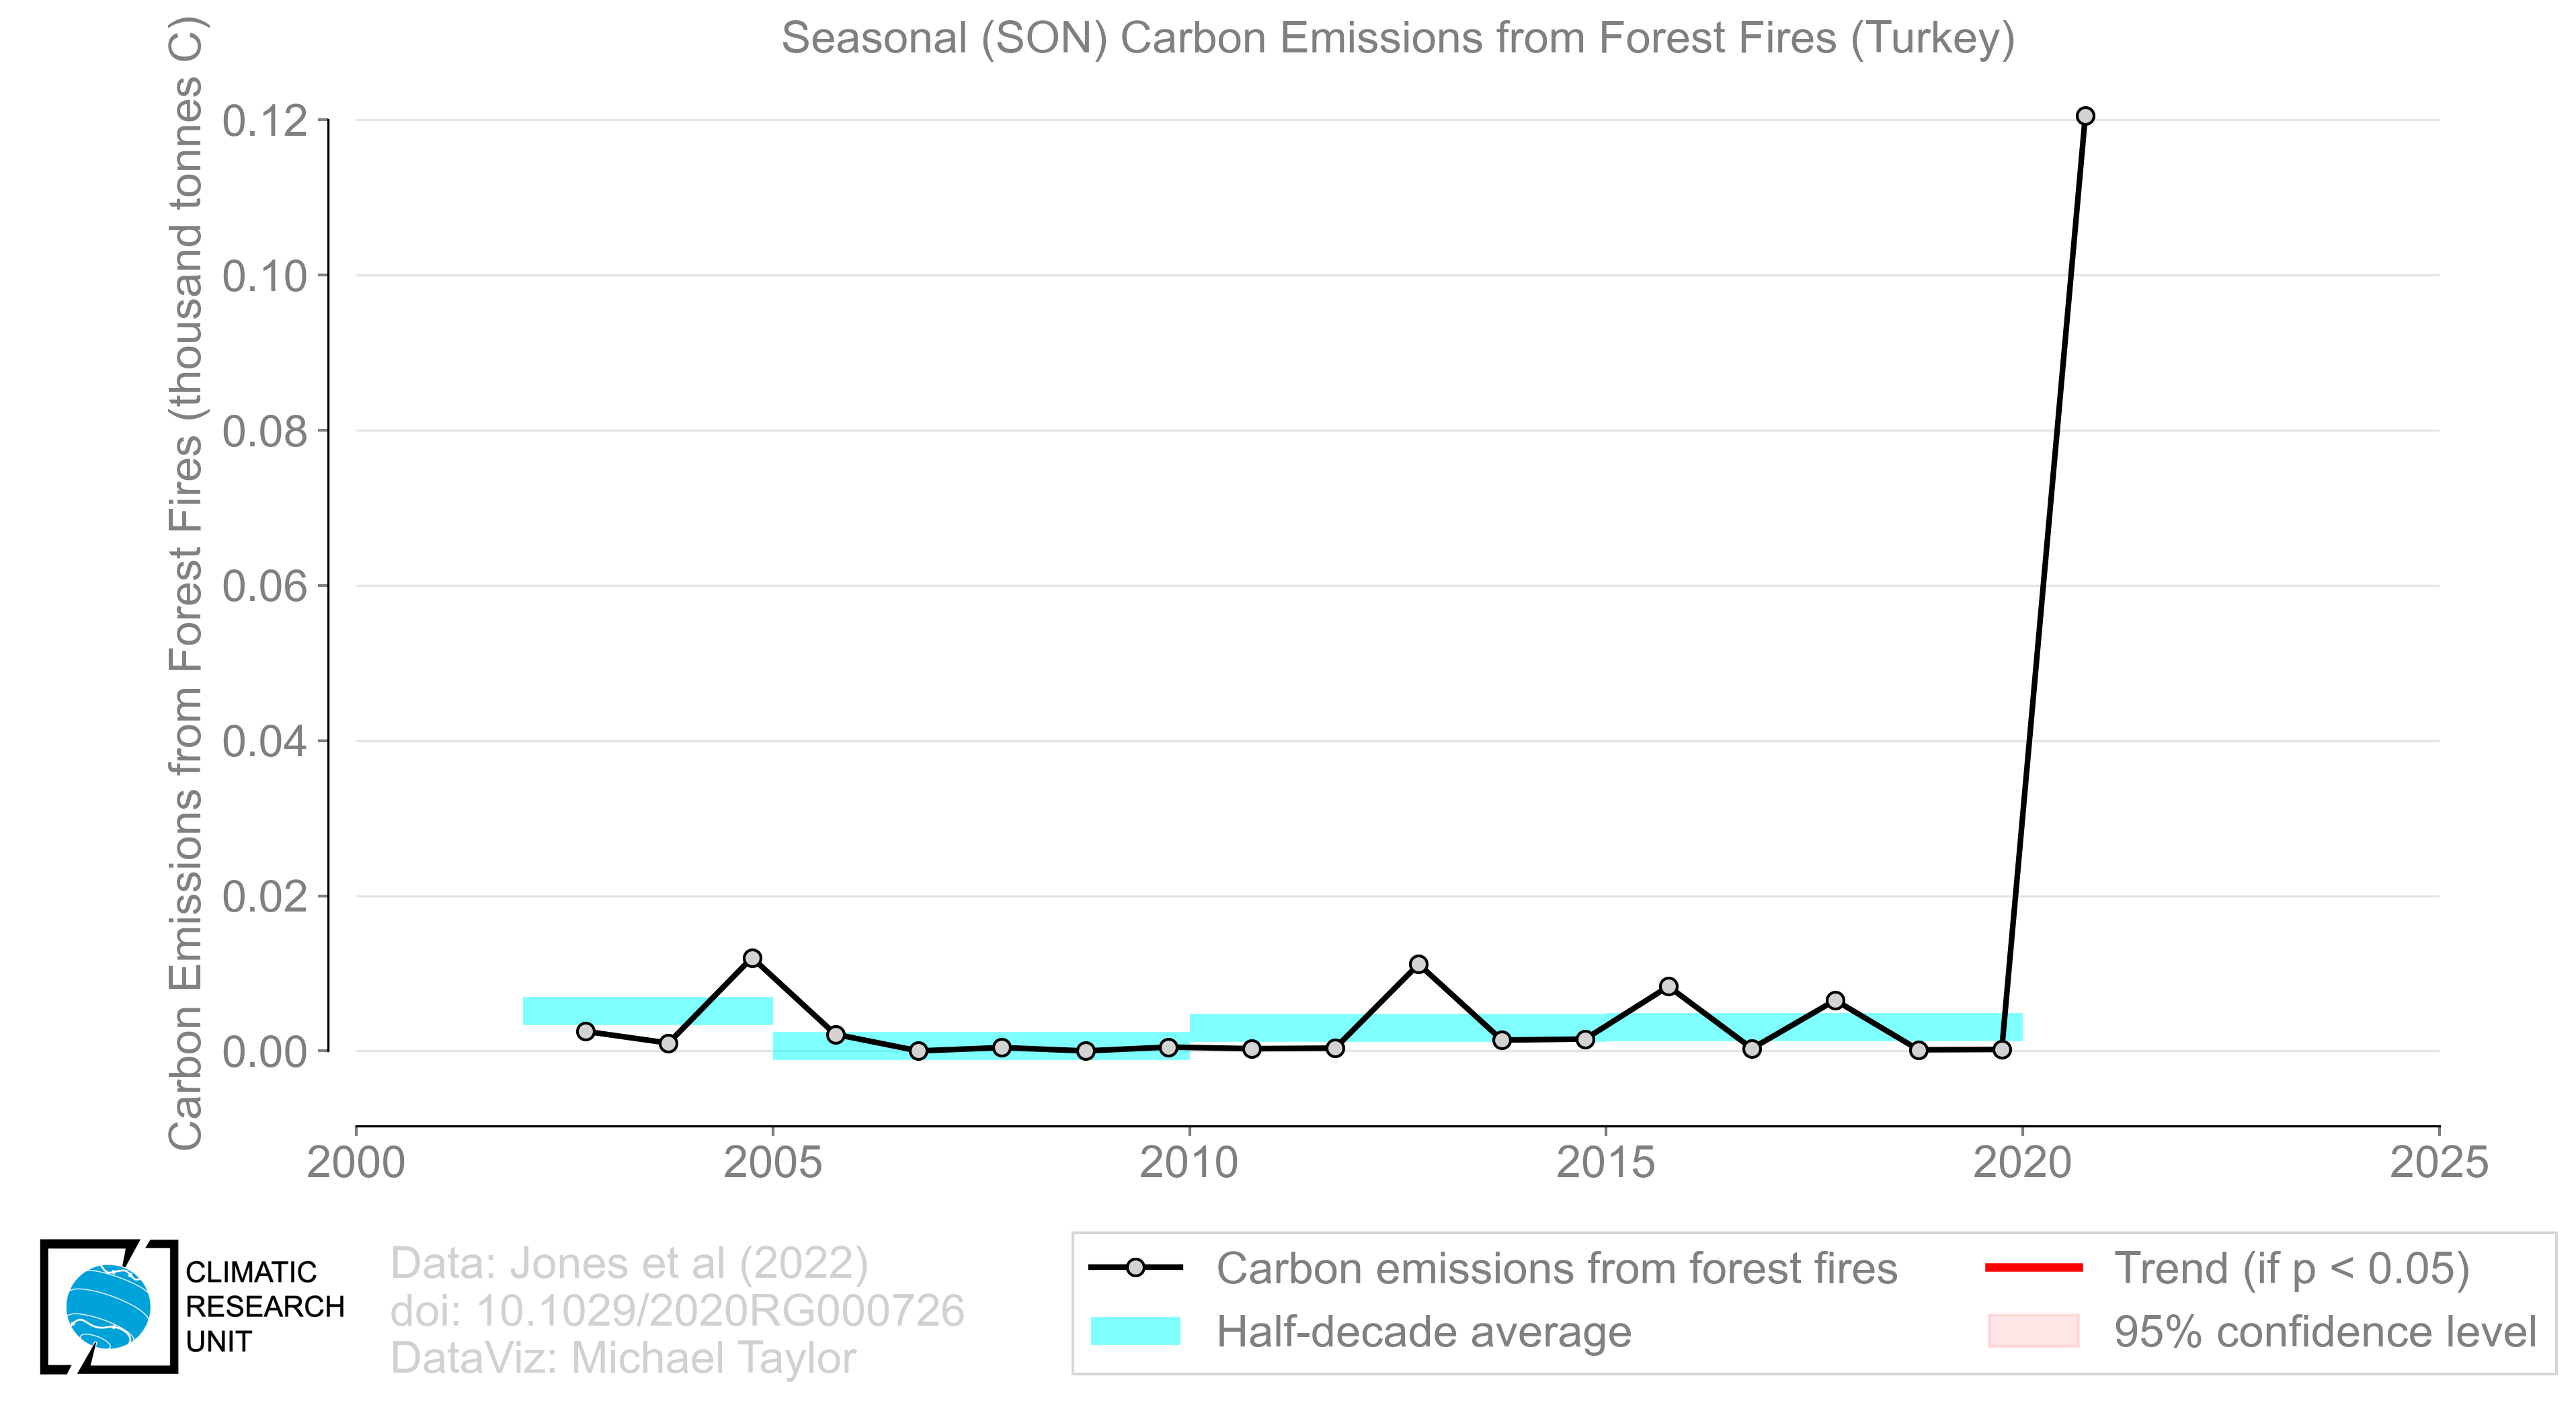 Seasonal (SON) Carbon Emissions from Forest Fires (Turkey)
Carbon Emissions from Forest Fires (thousand tonnes C)
0.12
0.10
0.08
0.06
0.04
0.02
0.00
2000 2005 2010 2015 2020 2025
CLIMATIC
RESEARCH
UNIT
Data: Jones et al (2022)
doi: 10.1029/2020RG000726
DataViz: Michael Taylor
Carbon emissions from forest fires
Half-decade average
Trend (if p < 0.05)
95% confidence level